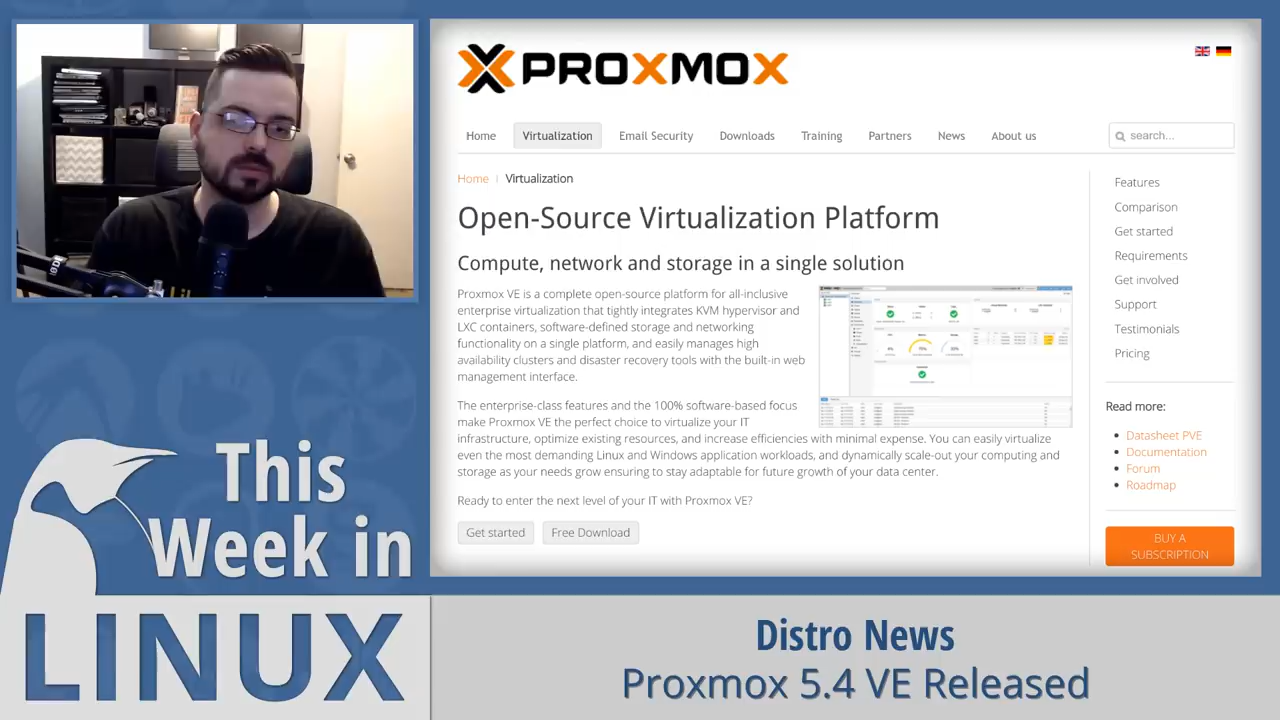 PROXMOX
Home
Virtualization
Email Security
Downloads
Training
Partners
News
About us
search...
Home
Virtualization
Open-Source Virtualization Platform
Compute, network and storage in a single solution
Proxmox VE is a complete open-source platform for all-inclusive
enterprise virtualization that tightly integrates KVM hypervisor and
LXC containers, software-defined storage and networking
functionality on a single platform, and easily manages high
availability clusters and disaster recovery tools with the built-in web
management interface.
The enterprise-class features and the 100% software-based focus
make Proxmox VE the perfect choice to virtualize your IT
infrastructure, optimize existing resources, and increase efficiencies with minimal expense. You can easily virtualize
even the most demanding Linux and Windows application workloads, and dynamically scale-out your computing and
storage as your needs grow ensuring to stay adaptable for future growth of your data center.
Ready to enter the next level of your IT with Proxmox VE?
Get started
Free Download
Features
Comparison
Get started
Requirements
Get involved
Support
Testimonials
Pricing
Read more:
Datasheet PVE
Documentation
Forum
Roadmap
BUY A
SUBSCRIPTION
This
Week in
LINUX
Distro News
Proxmox 5.4 VE Released